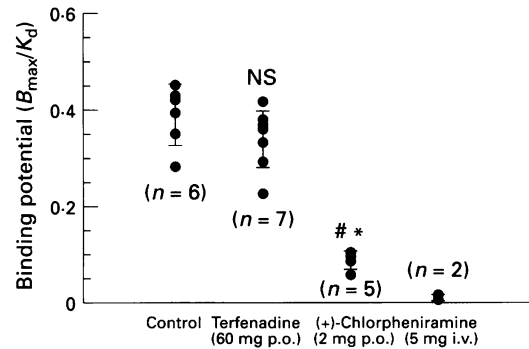 Binding potential (Bmax/Kd)
0.6
0.4
0.2
0
NS
(n = 6)
(n = 7)
# *
(n = 5)
(n = 2)
Control
Terfenadine
(60 mg p.o.)
(+)-Chlorpheniramine
(2 mg p.o.) (5 mg i.v.)